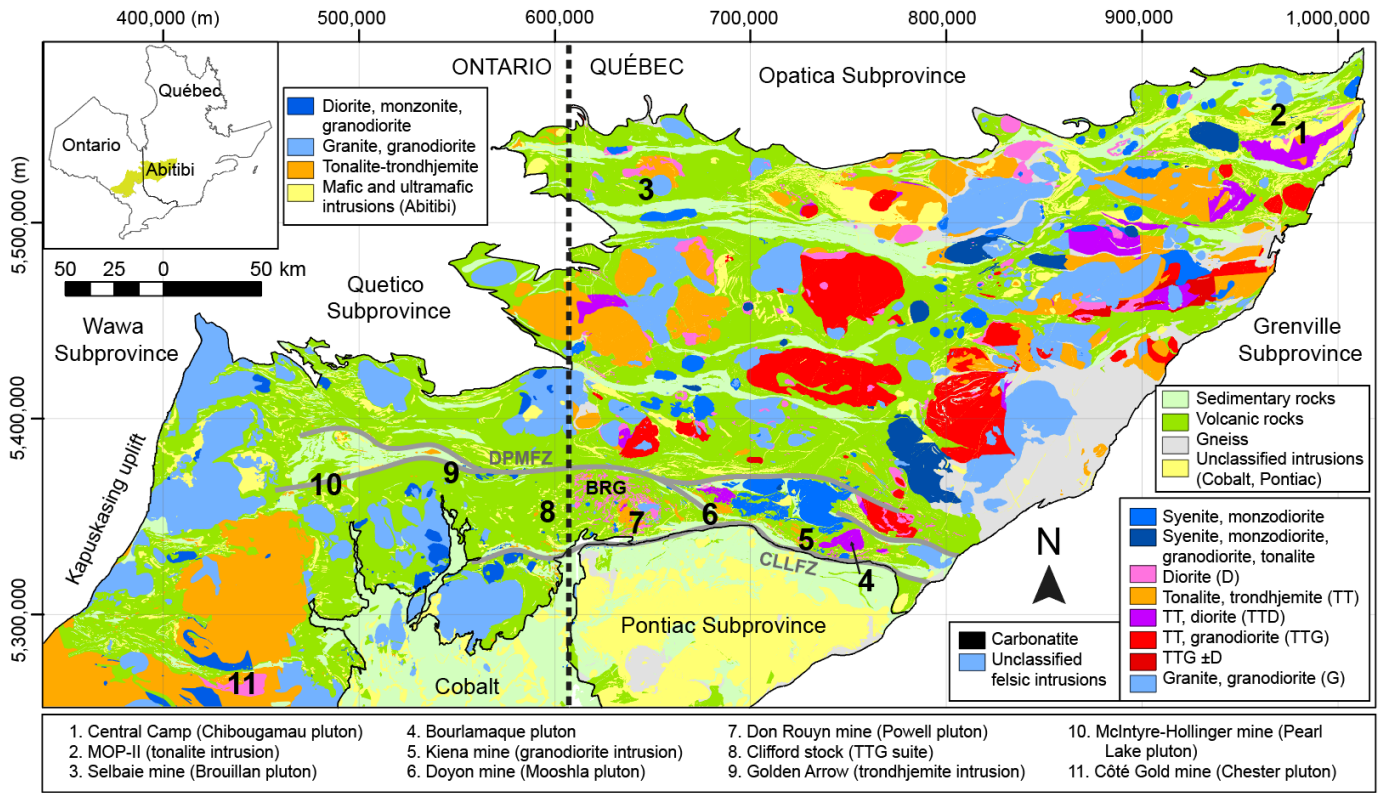 400,000 (m)
500,000
600,000
700,000
800,000
900,000
1,000,000
5,500,000 (m)
5,400,000
5,300,000
Québec
Ontario
Abitibi
50 25 0 50 km
Diorite, monzonite,
granodiorite
Granite, granodiorite
Tonalite-trondhjemite
Mafic and ultramafic
intrusions (Abitibi)
ONTARIO
QUÉBEC
Opatica Subprovince
Quetico
Subprovince
Wawa
Subprovince
Grenville
Subprovince
Kapuskasing uplift
Pontiac Subprovince
Cobalt
DPMFZ
CLLFZ
BRG
N
2
1
3
10
9
8
7
6
5
4
11
Sedimentary rocks
Volcanic rocks
Gneiss
Unclassified intrusions
(Cobalt, Pontiac)
Syenite, monzodiorite
Syenite, monzodiorite,
granodiorite, tonalite
Diorite (D)
Tonalite, trondhjemite (TT)
TT, diorite (TTD)
TT, granodiorite (TTG)
TTG ±D
Granite, granodiorite (G)
Carbonatite
Unclassified
felsic intrusions
1. Central Camp (Chibougamau pluton)
2. MOP-II (tonalite intrusion)
3. Selbaie mine (Brouillan pluton)
4. Bourlamaque pluton
5. Kiena mine (granodiorite intrusion)
6. Doyon mine (Mooshla pluton)
7. Don Rouyn mine (Powell pluton)
8. Clifford stock (TTG suite)
9. Golden Arrow (trondhjemite intrusion)
10. McIntyre-Hollinger mine (Pearl
Lake pluton)
11. Côté Gold mine (Chester pluton)